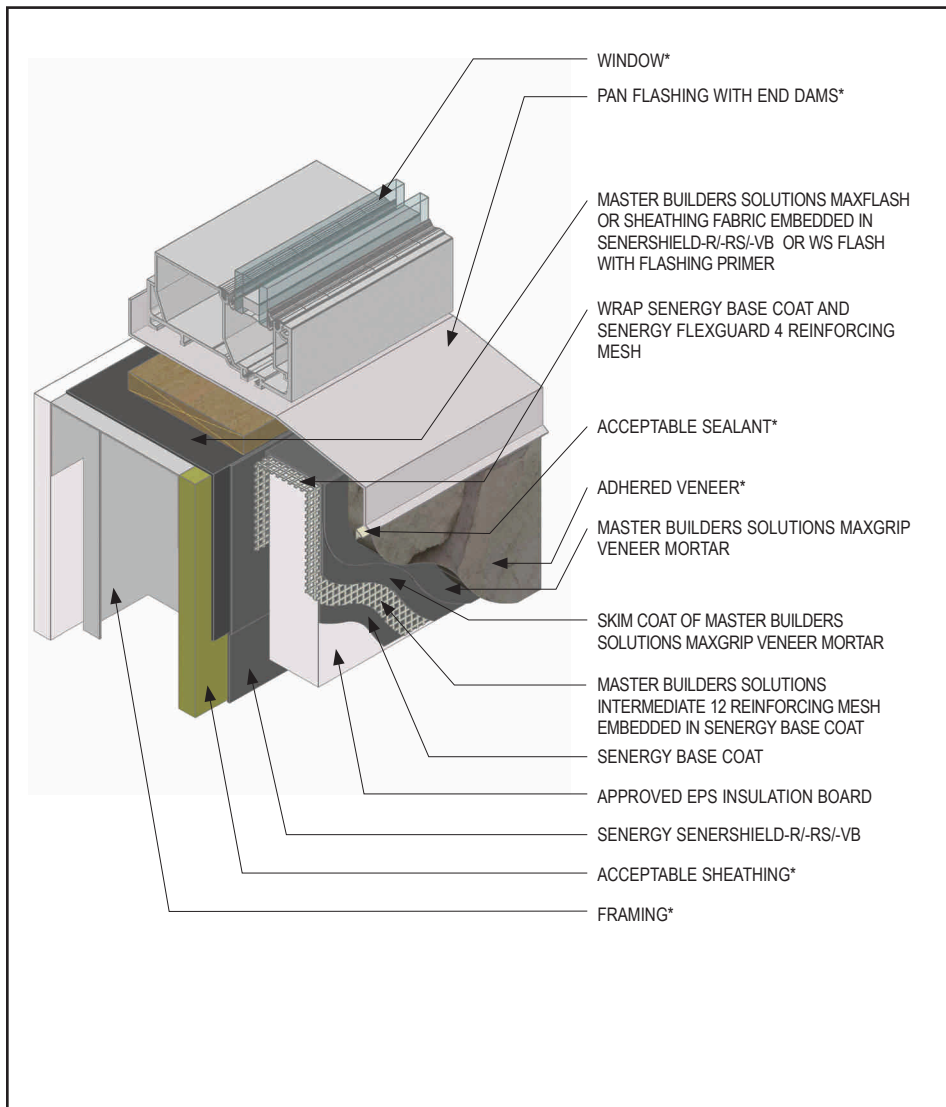 WINDOW*
PAN FLASHING WITH END DAMS*
MASTER BUILDERS SOLUTIONS MAXFLASH
OR SHEATHING FABRIC EMBEDDED IN
SENERSHIELD-R/-RS/-VB OR WS FLASH
WITH FLASHING PRIMER
WRAP SENERGY BASE COAT AND
SENERGY FLEXGUARD 4 REINFORCING
MESH
ACCEPTABLE SEALANT*
ADHERED VENEER*
MASTER BUILDERS SOLUTIONS MAXGRIP
VENEER MORTAR
SKIM COAT OF MASTER BUILDERS
SOLUTIONS MAXGRIP VENEER MORTAR
MASTER BUILDERS SOLUTIONS
INTERMEDIATE 12 REINFORCING MESH
EMBEDDED IN SENERGY BASE COAT
SENERGY BASE COAT
APPROVED EPS INSULATION BOARD
SENERGY SENERSHIELD-R/-RS/-VB
ACCEPTABLE SHEATHING*
FRAMING*